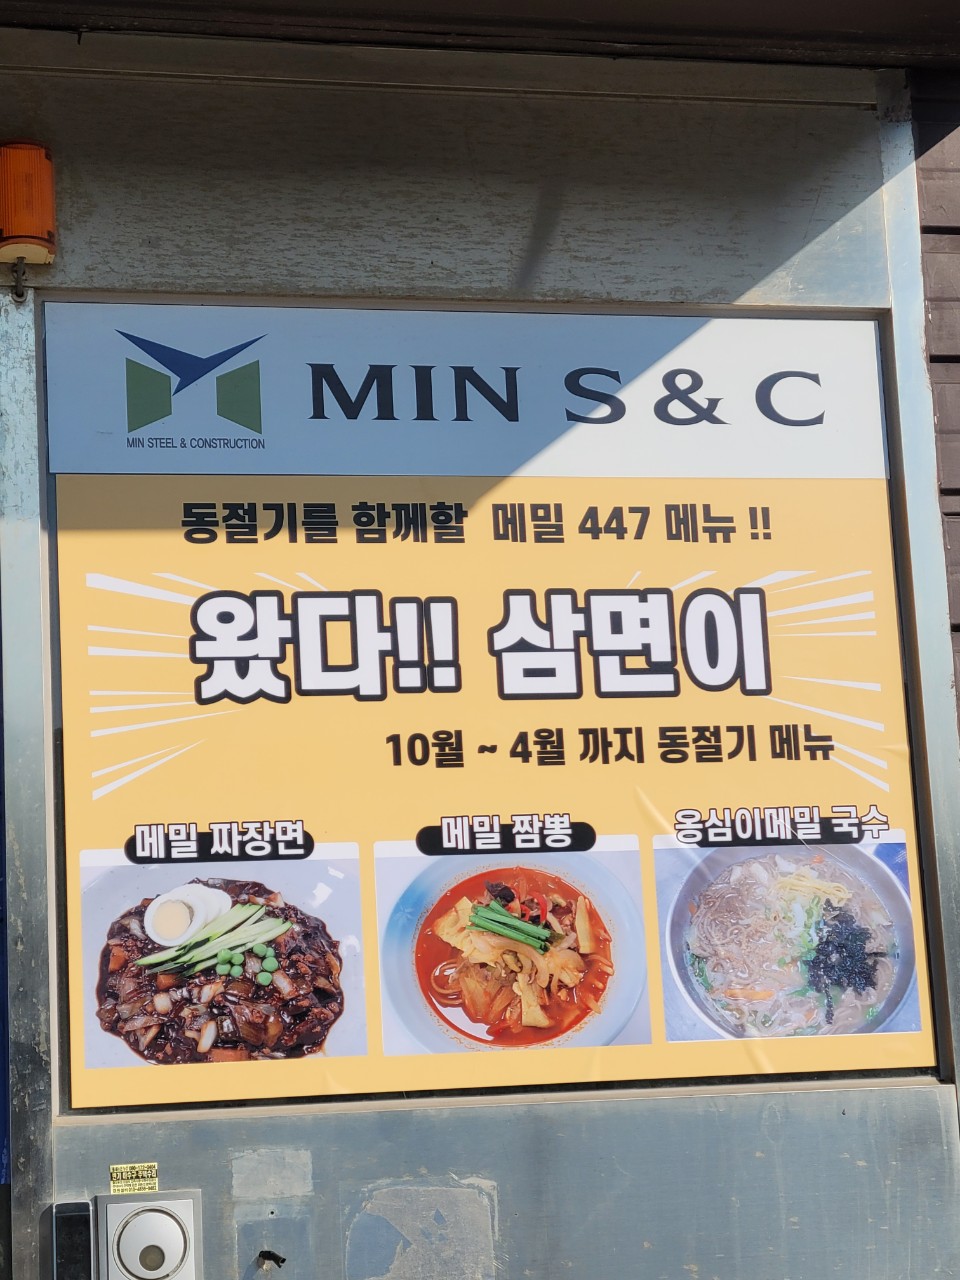 MIN S & C
MIN STEEL & CONSTRUCTION
동절기를 함께할 메밀 447 메뉴 !!
왔다!! 삼면이
10월 ~ 4월 까지 동절기 메뉴
메밀 짜장면
메밀 짬뽕
옹심이메밀 국수